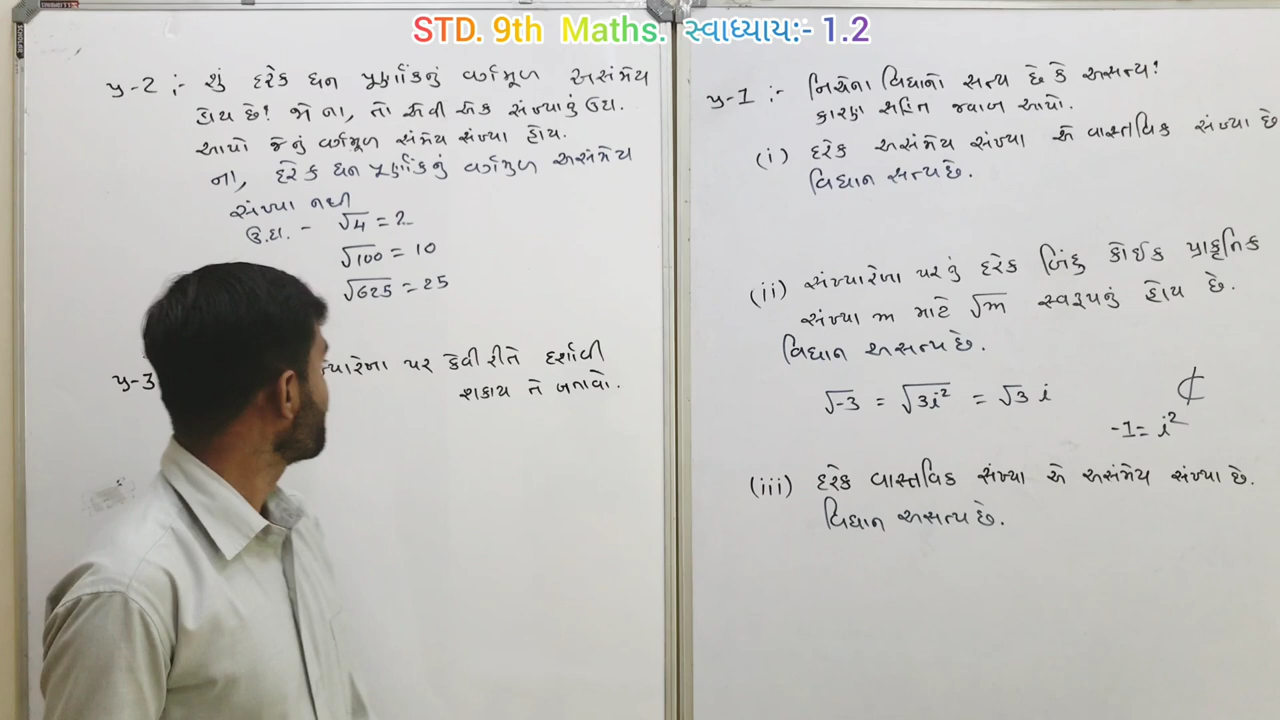 STD. 9th Maths. સ્વાધ્યાય:- 1.2
પ્ર-2 :- શું દરેક ધન પૂર્ણાંકનું વર્ગમૂળ અસંમેય
હોય છે? જો ના, તો એવી એક સંખ્યાનું ઉદા.
આપો જેનું વર્ગમૂળ સંમેય સંખ્યા હોય.
ના, દરેક ધન પૂર્ણાંકનું વર્ગમુળ અસંમેય
સંખ્યા નથી
ઉ.દા. - √4 = 2
√100 = 10
√625 = 25
પ્ર-3 પર કેવી રીતે દર્શાવી
શકાય તે બતાવો.
પ્ર-1 :- નિચેના વિધાનો સત્ય છે કે અસત્ય?
કારણ સહિત જવાબ આપો.
(i) દરેક અસંમેય સંખ્યા એ વાસ્તવિક સંખ્યા છે
વિધાન સત્ય છે.
(ii) સંખ્યારેખા પરનું દરેક બિંદુ કોઈક પ્રાકૃતિક
સંખ્યા m માટે √m સ્વરૂપનું હોય છે.
વિધાન અસત્ય છે.
√-3 = √3i² = √3 i
-1 = i²
(iii) દરેક વાસ્તવિક સંખ્યા એ અસંમેય સંખ્યા છે.
વિધાન અસત્ય છે.